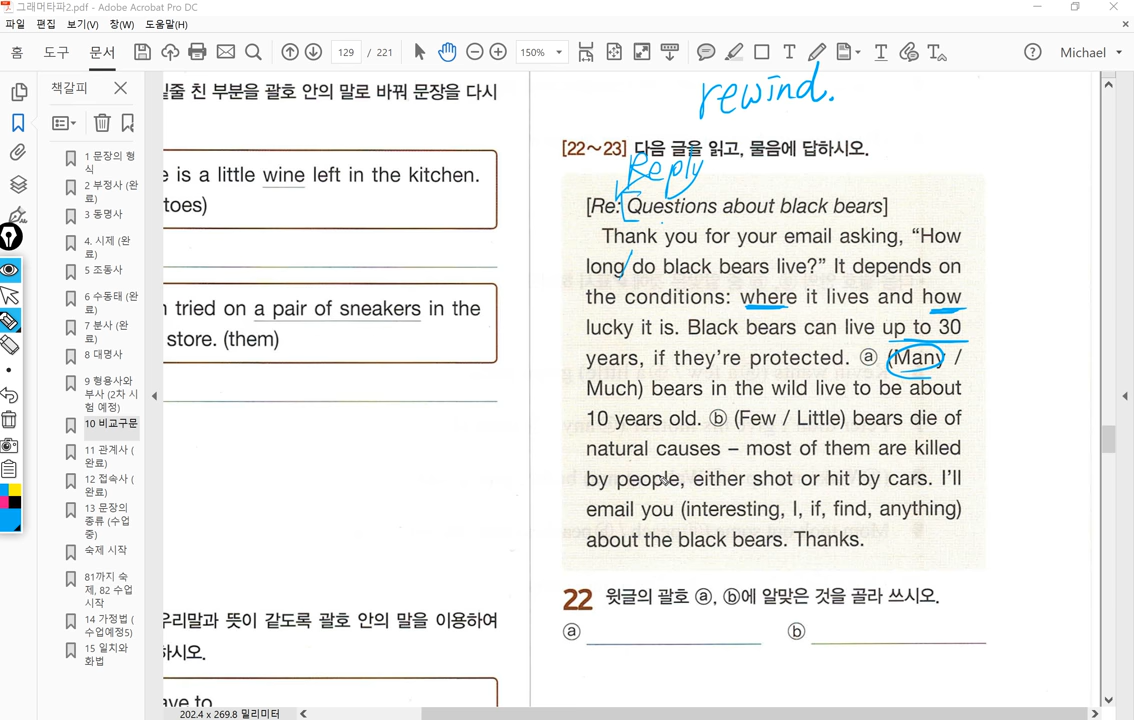 그래머타파2.pdf - Adobe Acrobat Pro DC
파일 편집 보기(V) 창(W) 도움말(H)
홈 도구 문서 129 / 221 150% Michael
책갈피
1 문장의 형식
2 부정사 (완료)
3 동명사
4. 시제 (완료)
5 조동사
6 수동태 (완료)
7 분사 (완료)
8 대명사
9 형용사와 부사 (2차 시험 예정)
10 비교구문
11 관계사 (완료)
12 접속사 (완료)
13 문장의 종류 (수업중)
숙제 시작
81까지 숙제, 82 수업 시작
14 가정법 (수업예정5)
15 일치와 화법
친 부분을 괄호 안의 말로 바꿔 문장을 다시
is a little wine left in the kitchen.
toes)
tried on a pair of sneakers in the
store. (them)
우리말과 뜻이 같도록 괄호 안의 말을 이용하여
하시오.
ave to
rewind.
[22~23] 다음 글을 읽고, 물음에 답하시오.
Reply
[Re: Questions about black bears]
Thank you for your email asking, “How
long do black bears live?” It depends on
the conditions: where it lives and how
lucky it is. Black bears can live up to 30
years, if they’re protected. ⓐ (Many /
Much) bears in the wild live to be about
10 years old. ⓑ (Few / Little) bears die of
natural causes – most of them are killed
by people, either shot or hit by cars. I’ll
email you (interesting, I, if, find, anything)
about the black bears. Thanks.
22 윗글의 괄호 ⓐ, ⓑ에 알맞은 것을 골라 쓰시오.
ⓐ ⓑ
202.4 x 269.8 밀리미터